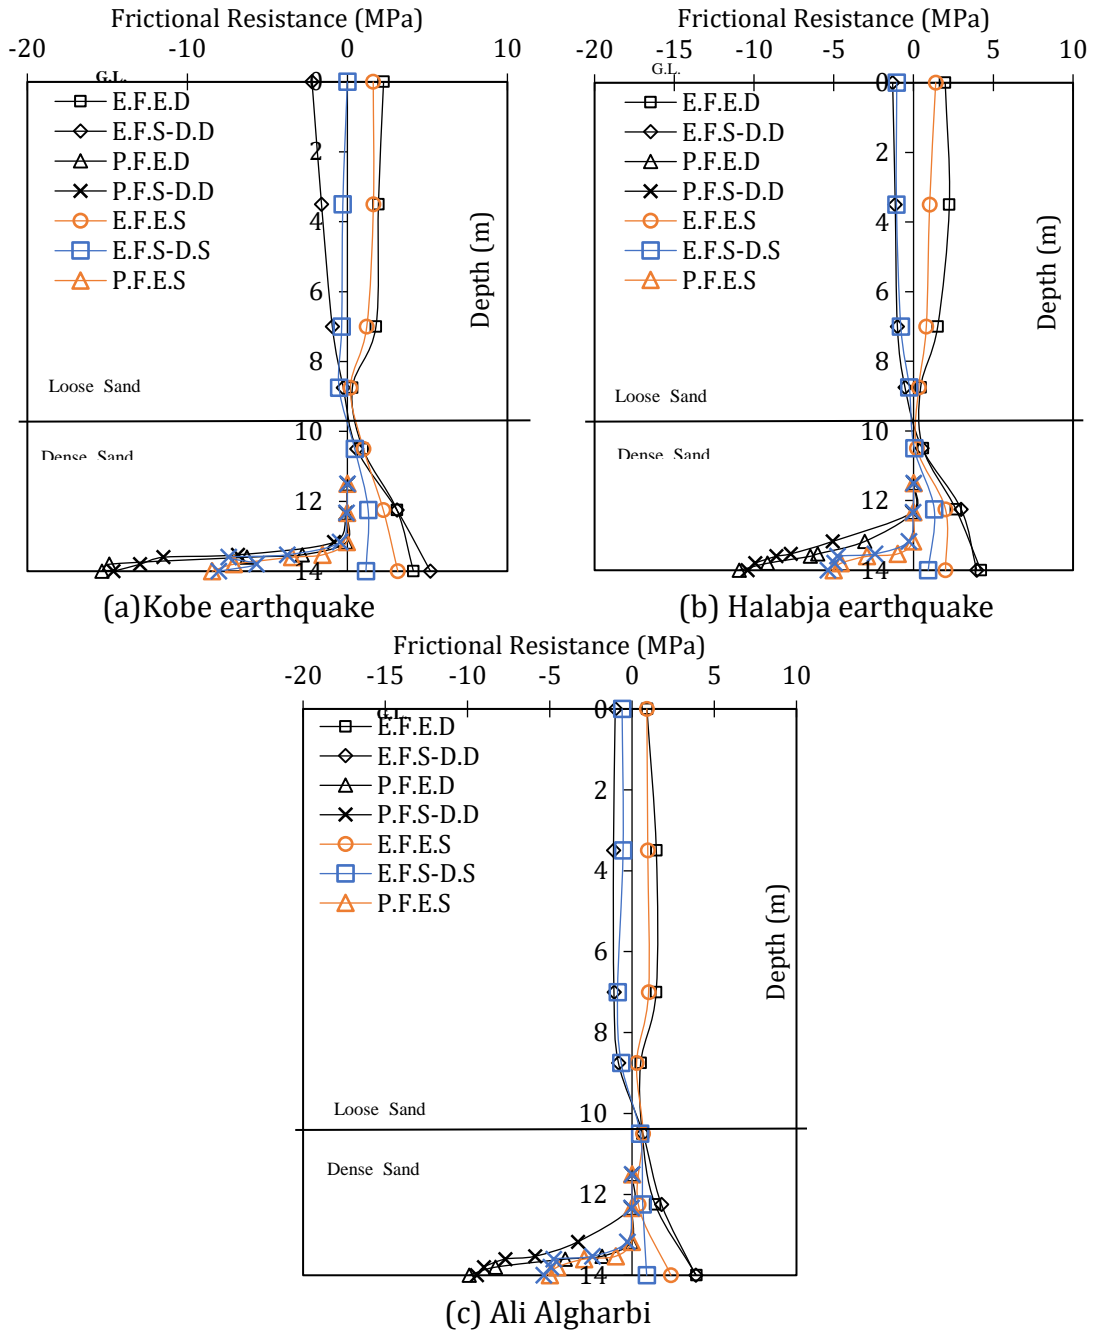 Frictional Resistance (MPa)
-20 -10 0 10
G.L.
0
E.F.E.D
E.F.S-D.D
P.F.E.D
P.F.S-D.D
E.F.E.S
E.F.S-D.S
P.F.E.S
2
4
6
8
10
12
14
Depth (m)
Loose Sand
Dense Sand
(a)Kobe earthquake
Frictional Resistance (MPa)
-20 -15 -10 -5 0 5 10
G.L.
0
E.F.E.D
E.F.S-D.D
P.F.E.D
P.F.S-D.D
E.F.E.S
E.F.S-D.S
P.F.E.S
2
4
6
8
10
12
14
Depth (m)
Loose Sand
Dense Sand
(b) Halabja earthquake
Frictional Resistance (MPa)
-20 -15 -10 -5 0 5 10
G.L.
0
E.F.E.D
E.F.S-D.D
P.F.E.D
P.F.S-D.D
E.F.E.S
E.F.S-D.S
P.F.E.S
2
4
6
8
10
12
14
Depth (m)
Loose Sand
Dense Sand
(c) Ali Algharbi